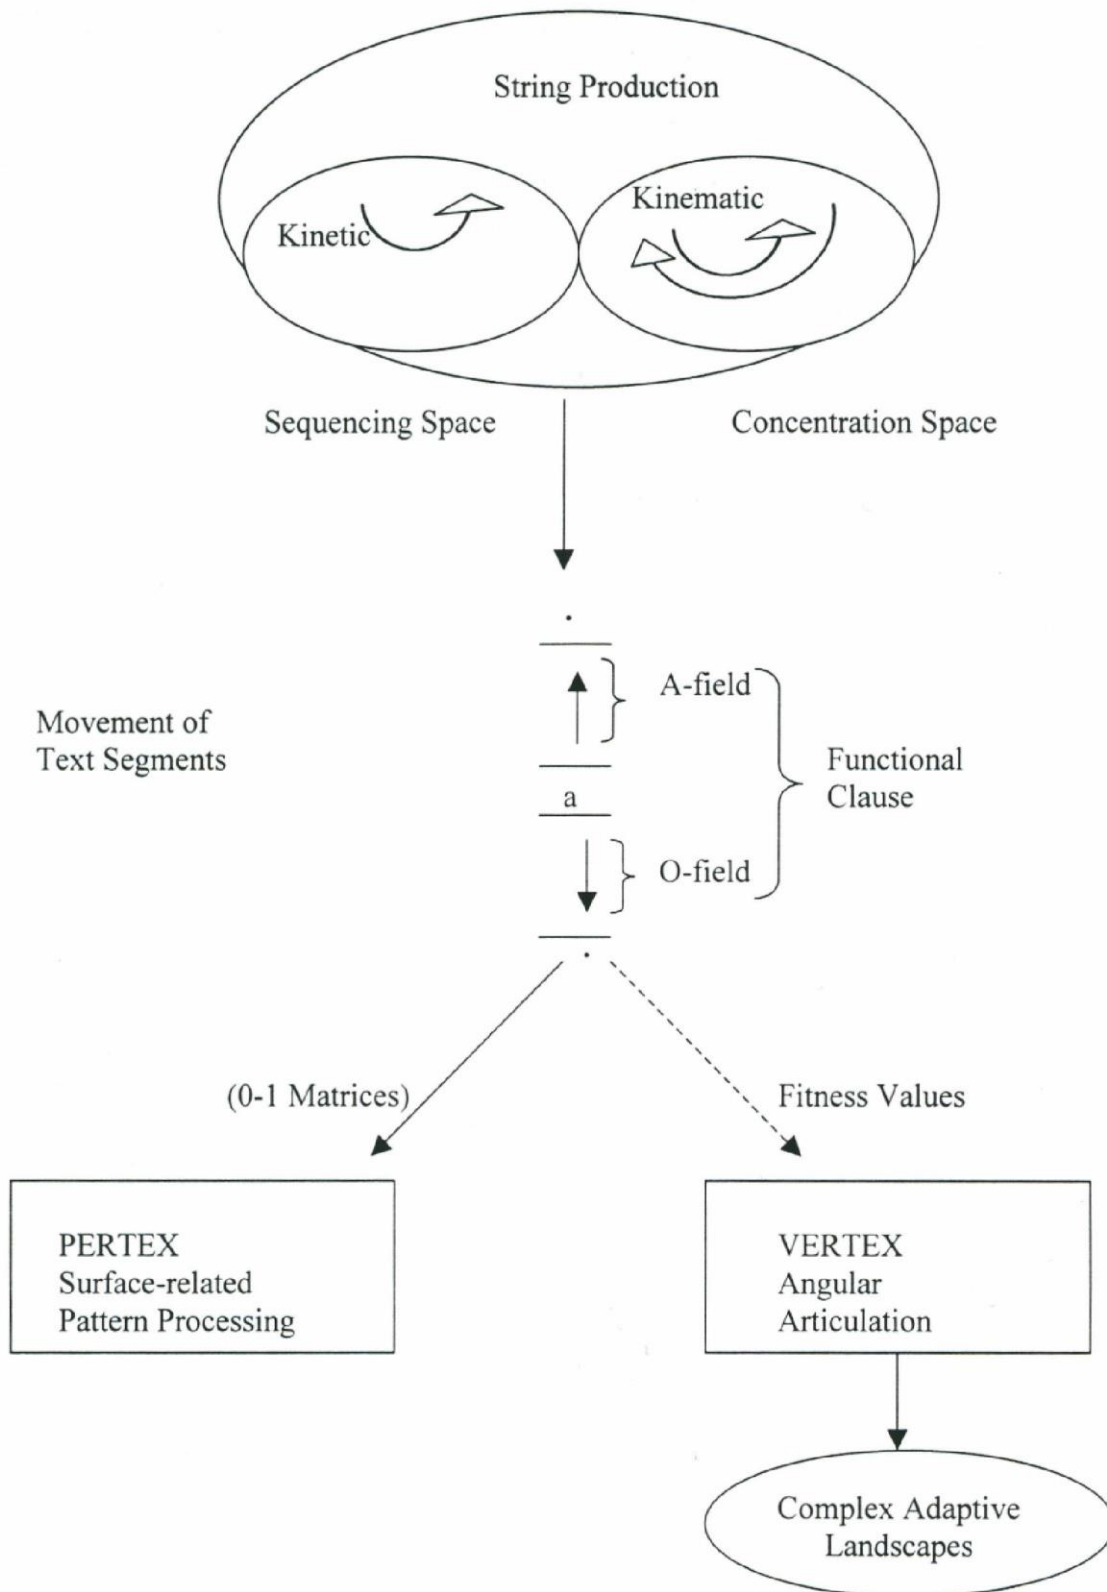 String Production
Kinetic
Kinematic
Sequencing Space
Concentration Space
.
A-field
Movement of
Text Segments
Functional
Clause
a
O-field
.
(0-1 Matrices)
Fitness Values
PERTEX
Surface-related
Pattern Processing
VERTEX
Angular
Articulation
Complex Adaptive
Landscapes